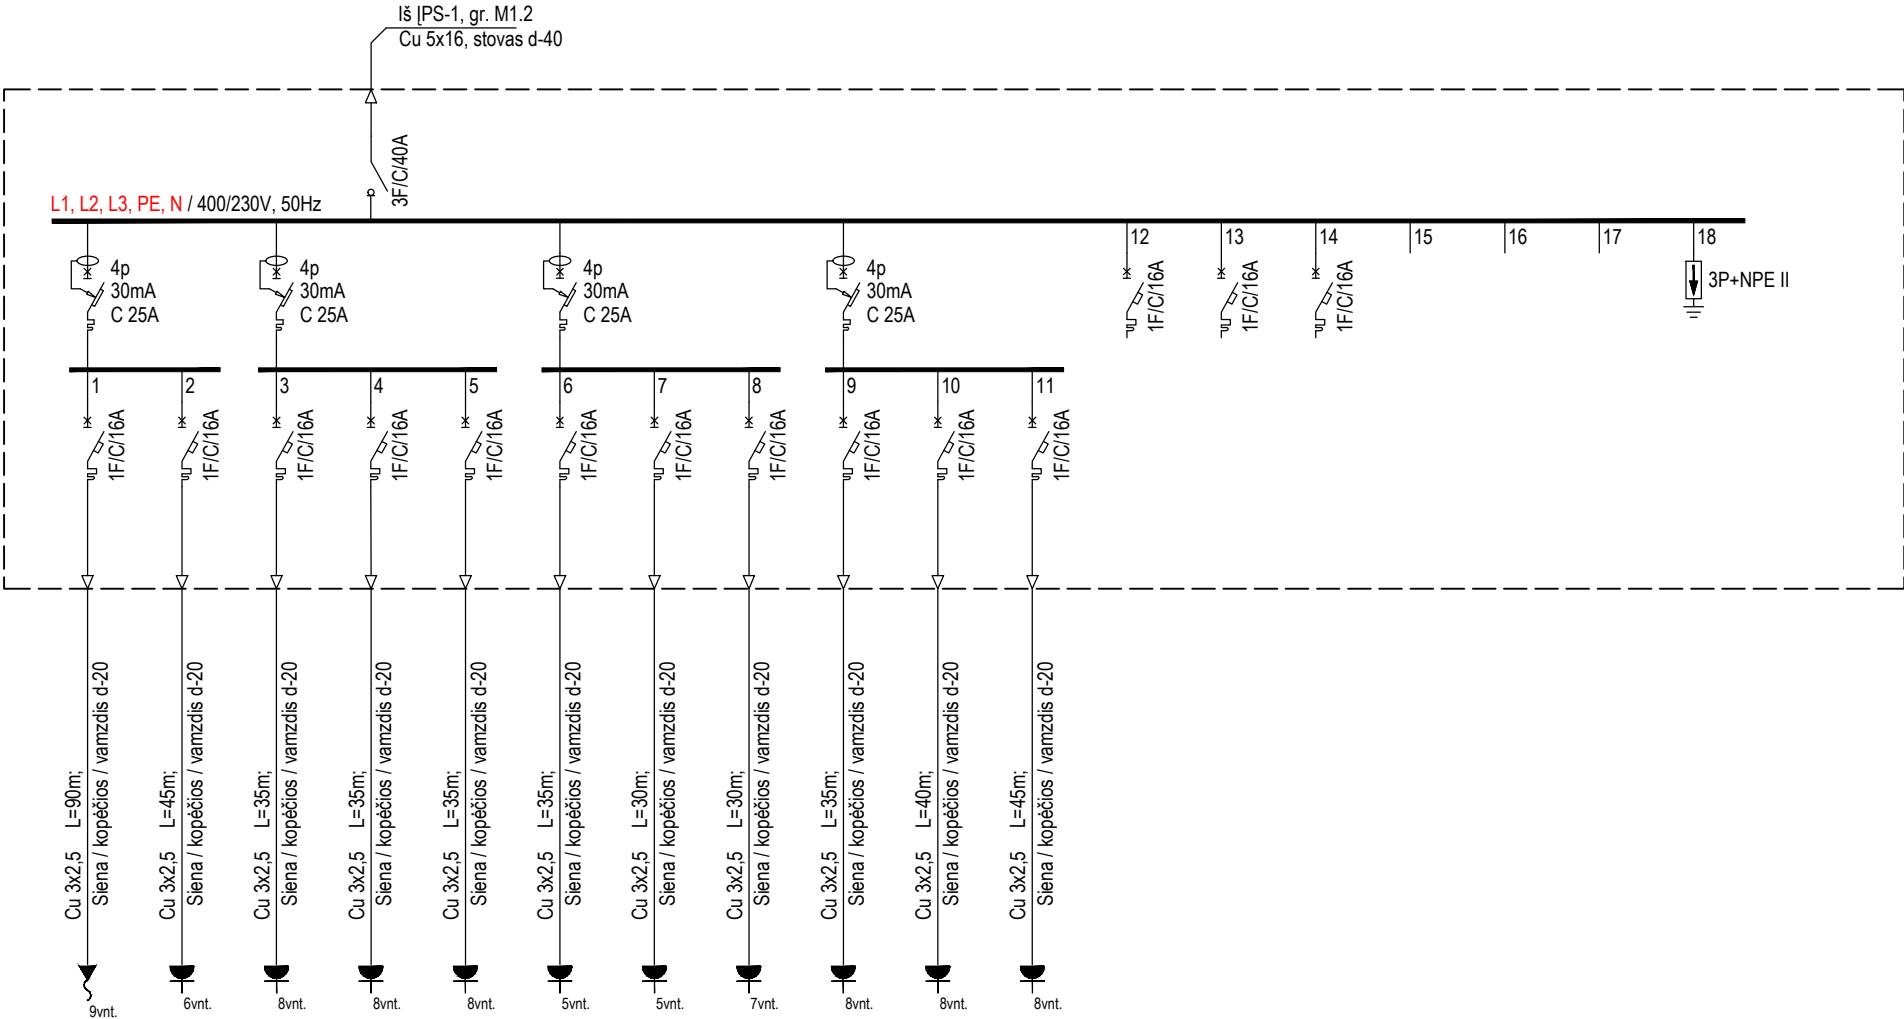 Iš ĮPS-1, gr. M1.2
Cu 5x16, stovas d-40
3F/C/40A
L1, L2, L3, PE, N / 400/230V, 50Hz
4p
30mA
C 25A
4p
30mA
C 25A
4p
30mA
C 25A
4p
30mA
C 25A
12
1F/C/16A
13
1F/C/16A
14
1F/C/16A
15
16
17
18
3P+NPE II
1
1F/C/16A
2
1F/C/16A
3
1F/C/16A
4
1F/C/16A
5
1F/C/16A
6
1F/C/16A
7
1F/C/16A
8
1F/C/16A
9
1F/C/16A
10
1F/C/16A
11
1F/C/16A
Cu 3x2,5 L=90m;
Siena / kopėčios / vamzdis d-20
Cu 3x2,5 L=45m;
Siena / kopėčios / vamzdis d-20
Cu 3x2,5 L=35m;
Siena / kopėčios / vamzdis d-20
Cu 3x2,5 L=35m;
Siena / kopėčios / vamzdis d-20
Cu 3x2,5 L=35m;
Siena / kopėčios / vamzdis d-20
Cu 3x2,5 L=35m;
Siena / kopėčios / vamzdis d-20
Cu 3x2,5 L=30m;
Siena / kopėčios / vamzdis d-20
Cu 3x2,5 L=30m;
Siena / kopėčios / vamzdis d-20
Cu 3x2,5 L=35m;
Siena / kopėčios / vamzdis d-20
Cu 3x2,5 L=40m;
Siena / kopėčios / vamzdis d-20
Cu 3x2,5 L=45m;
Siena / kopėčios / vamzdis d-20
9vnt.
6vnt.
8vnt.
8vnt.
8vnt.
5vnt.
5vnt.
7vnt.
8vnt.
8vnt.
8vnt.